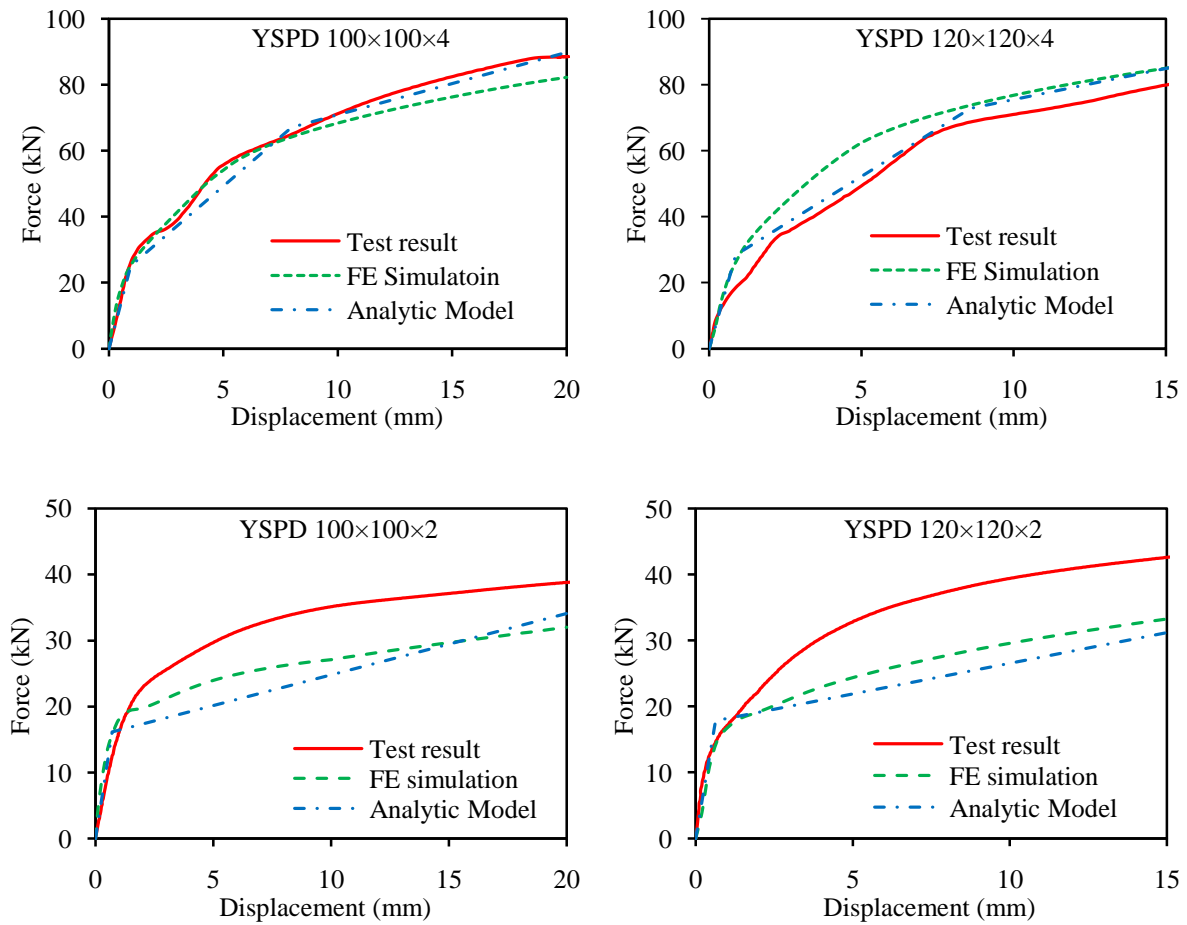 YSPD 100×100×4
100
80
60
40
20
0
Force (kN)
Test result
FE Simulatoin
Analytic Model
0 5 10 15 20
Displacement (mm)
YSPD 120×120×4
100
80
60
40
20
0
Force (kN)
Test result
FE Simulation
Analytic Model
0 5 10 15
Displacement (mm)
YSPD 100×100×2
50
40
30
20
10
0
Force (kN)
Test result
FE simulation
Analytic Model
0 5 10 15 20
Displacement (mm)
YSPD 120×120×2
50
40
30
20
10
0
Force (kN)
Test result
FE simulation
Analytic Model
0 5 10 15
Displacement (mm)